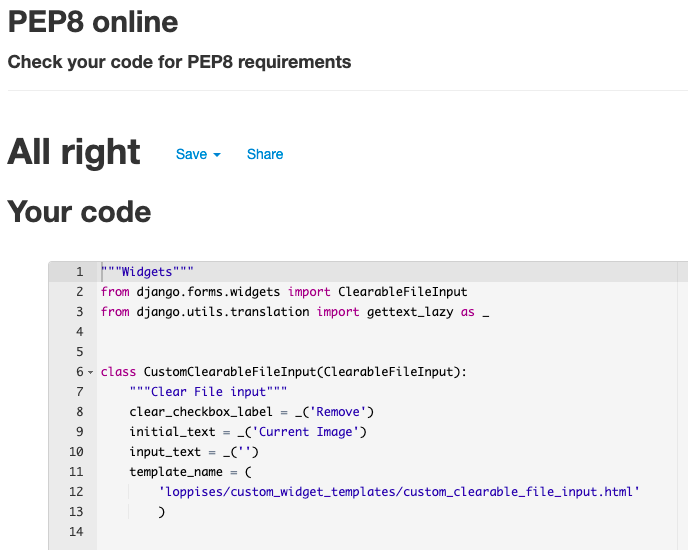 PEP8 online
Check your code for PEP8 requirements
All right Save Share
Your code
1 """Widgets"""
2 from django.forms.widgets import ClearableFileInput
3 from django.utils.translation import gettext_lazy as _
4
5
6 class CustomClearableFileInput(ClearableFileInput):
7     """Clear File input"""
8     clear_checkbox_label = _('Remove')
9     initial_text = _('Current Image')
10     input_text = _('')
11     template_name = (
12         'loppises/custom_widget_templates/custom_clearable_file_input.html'
13         )
14